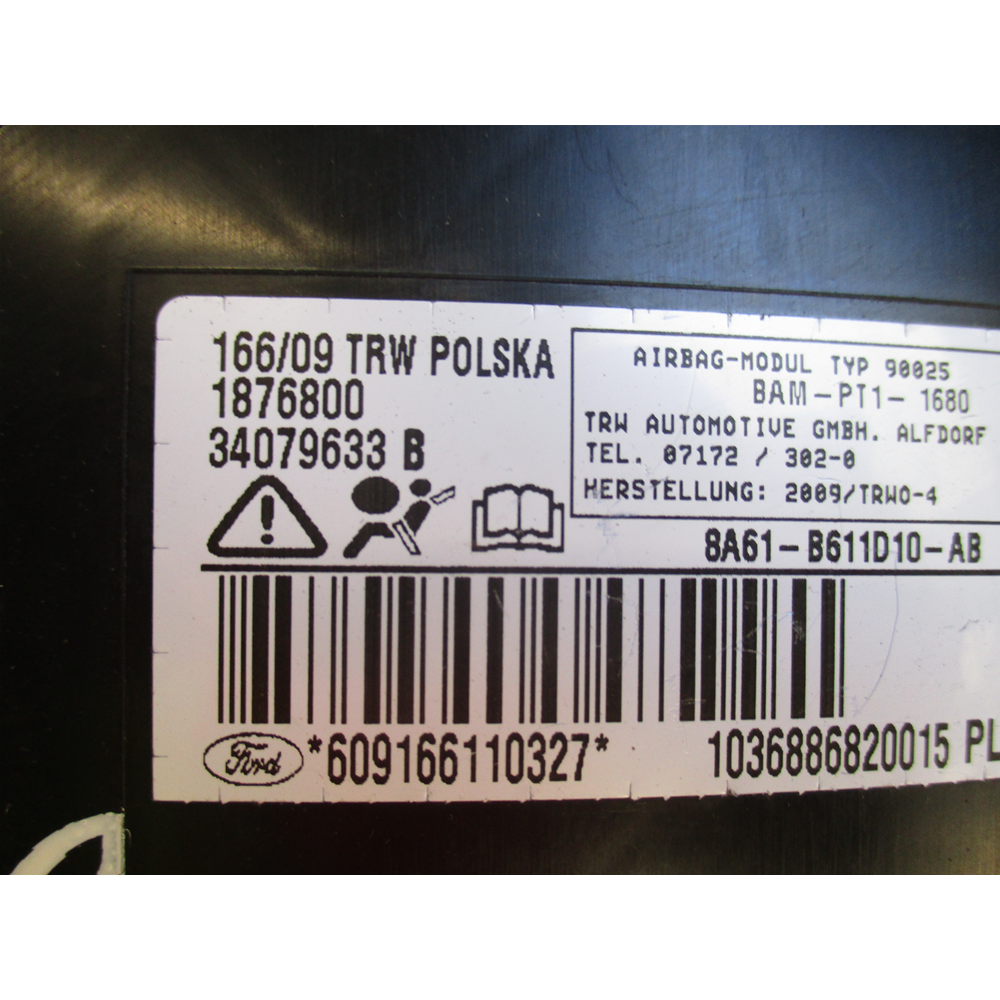 166/09 TRW POLSKA
1876800
34079633 B
AIRBAG-MODUL TYP 90025
BAM-PT1- 1680
TRW AUTOMOTIVE GMBH. ALFDORF
TEL. 07172 / 302-0
HERSTELLUNG: 2009/TRWO-4
8A61-B611D10-AB
Ford *609166110327* 1036886820015 PL